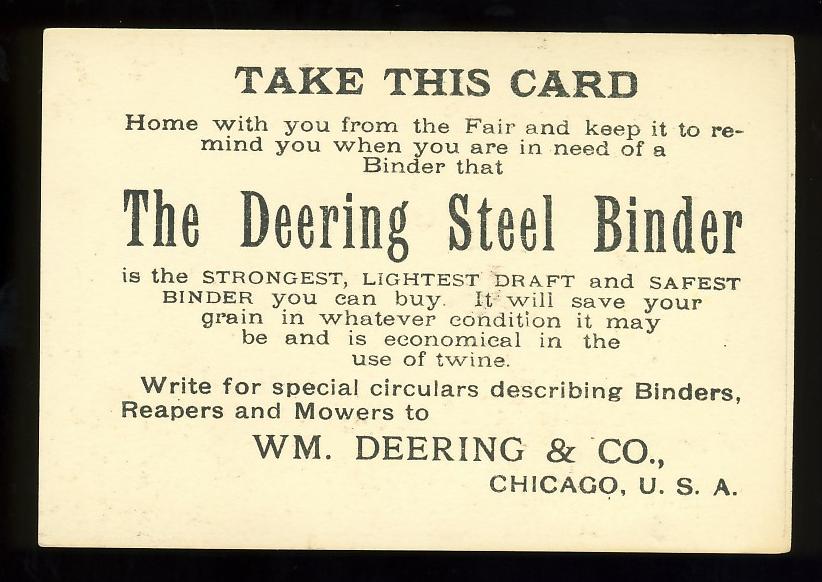 TAKE THIS CARD
Home with you from the Fair and keep it to re-
mind you when you are in need of a
Binder that
The Deering Steel Binder
is the STRONGEST, LIGHTEST DRAFT and SAFEST
BINDER you can buy. It will save your
grain in whatever condition it may
be and is economical in the
use of twine.
Write for special circulars describing Binders,
Reapers and Mowers to
WM. DEERING & CO.,
CHICAGO, U. S. A.